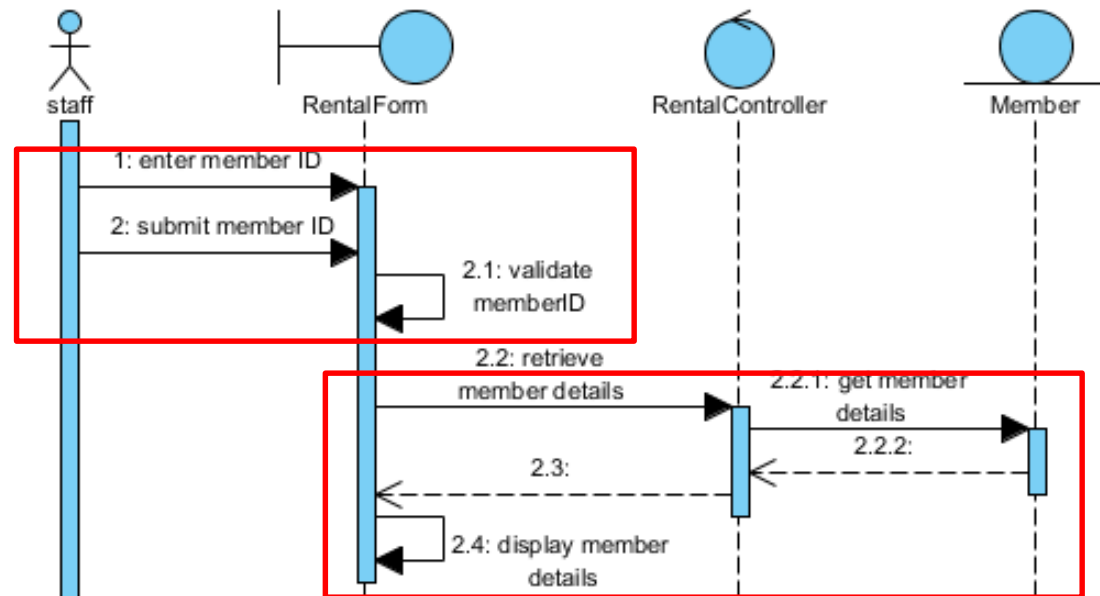 staff
RentalForm
RentalController
Member
1: enter member ID
2: submit member ID
2.1: validate
memberID
2.2: retrieve
member details
2.2.1: get member
details
2.2.2:
2.3:
2.4: display member
details